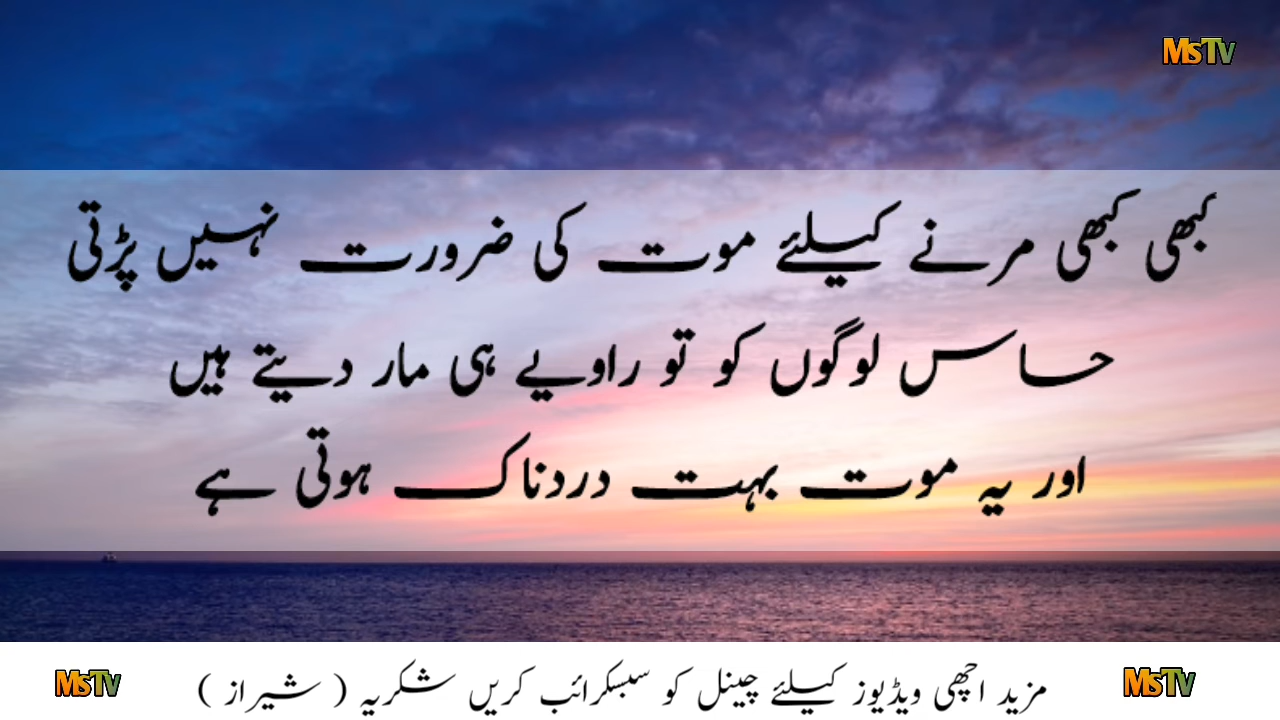 MsTv
کبھی کبھی مرنے کیلئے موت کی ضرورت نہیں پڑتی
حساس لوگوں کو تو راویے ہی مار دیتے ہیں
اور یہ موت بہت دردناک ہوتی ہے
MsTv مزید اچھی ویڈیوز کیلئے چینل کو سبسکرائب کریں شکریہ ( شیراز ) MsTv